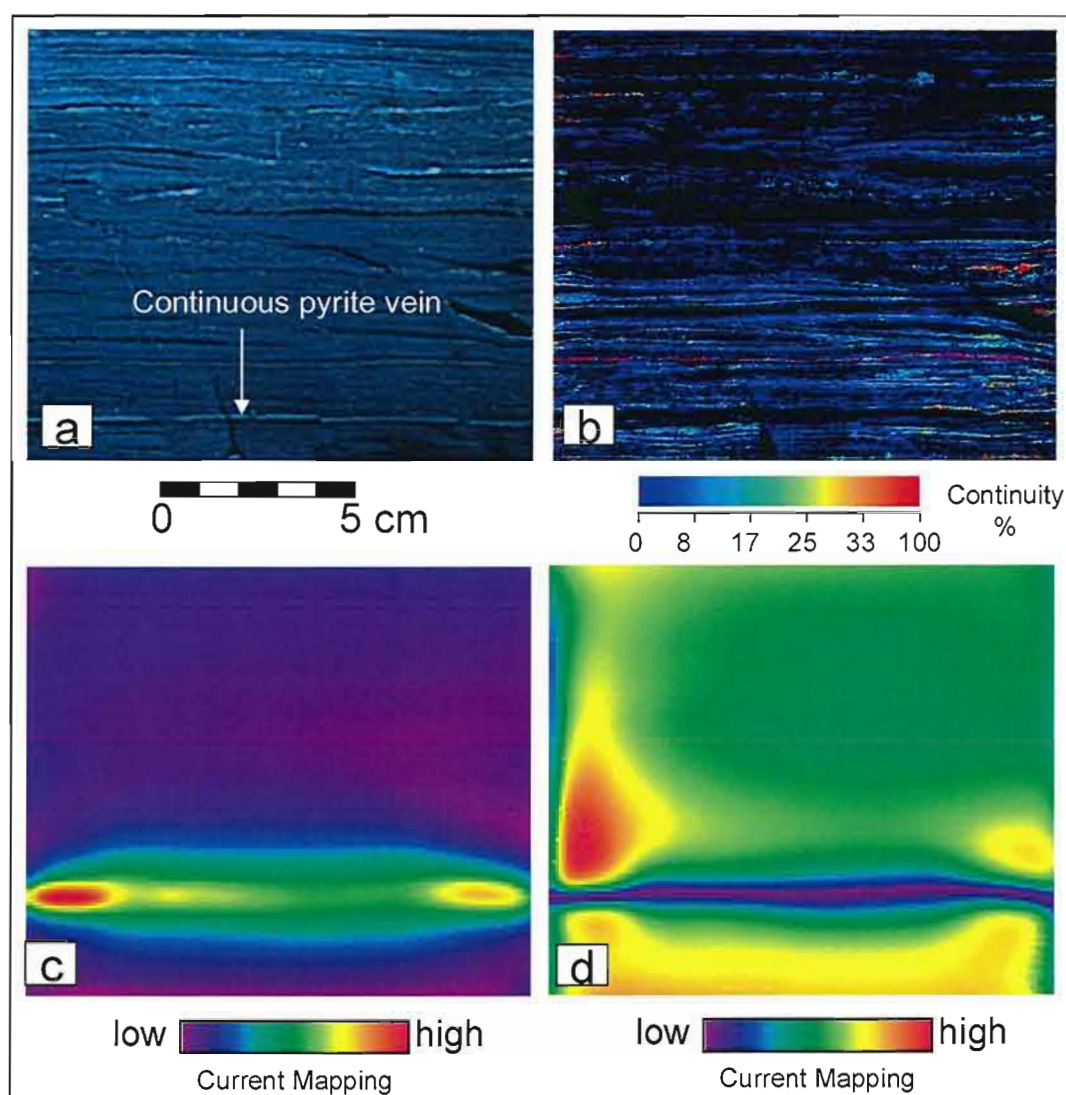 Continuous pyrite vein
a
b
0 5 cm
Continuity
%
0 8 17 25 33 100
c
d
low high
Current Mapping
low high
Current Mapping